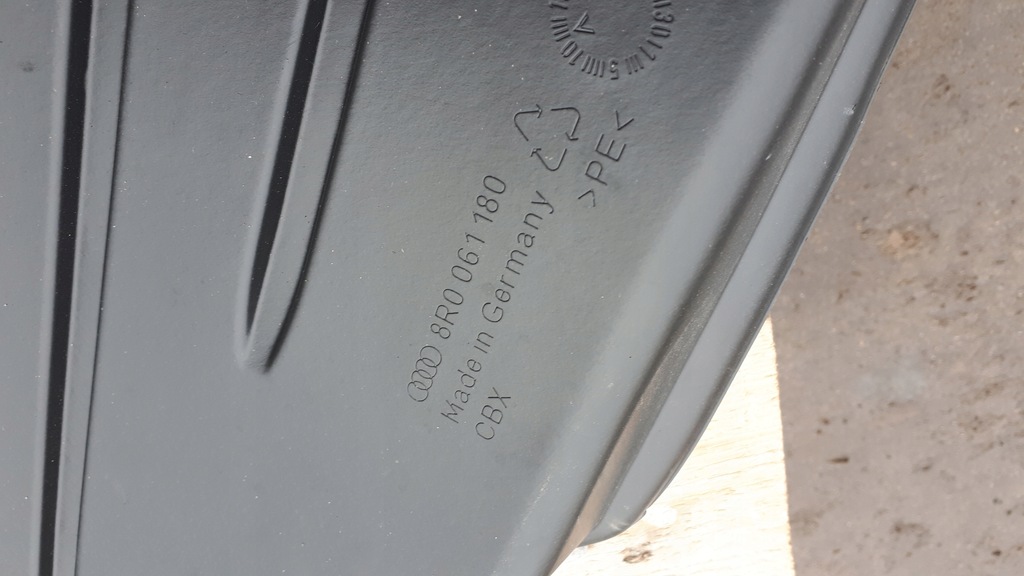 8R0 061 180
Made in Germany
CBX
>PE<